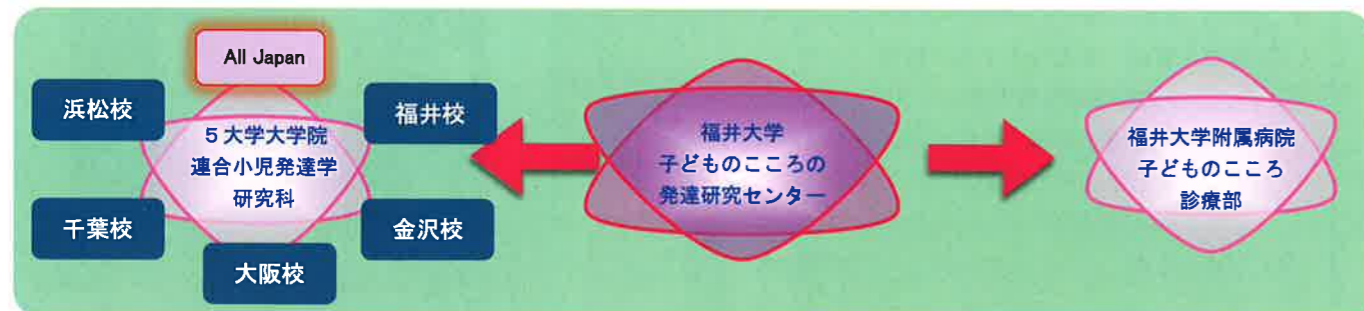 All Japan
浜松校
福井校
5大学大学院
連合小児発達学
研究科
千葉校
金沢校
大阪校
福井大学
子どものこころの
発達研究センター
福井大学附属病院
子どものこころ
診療部